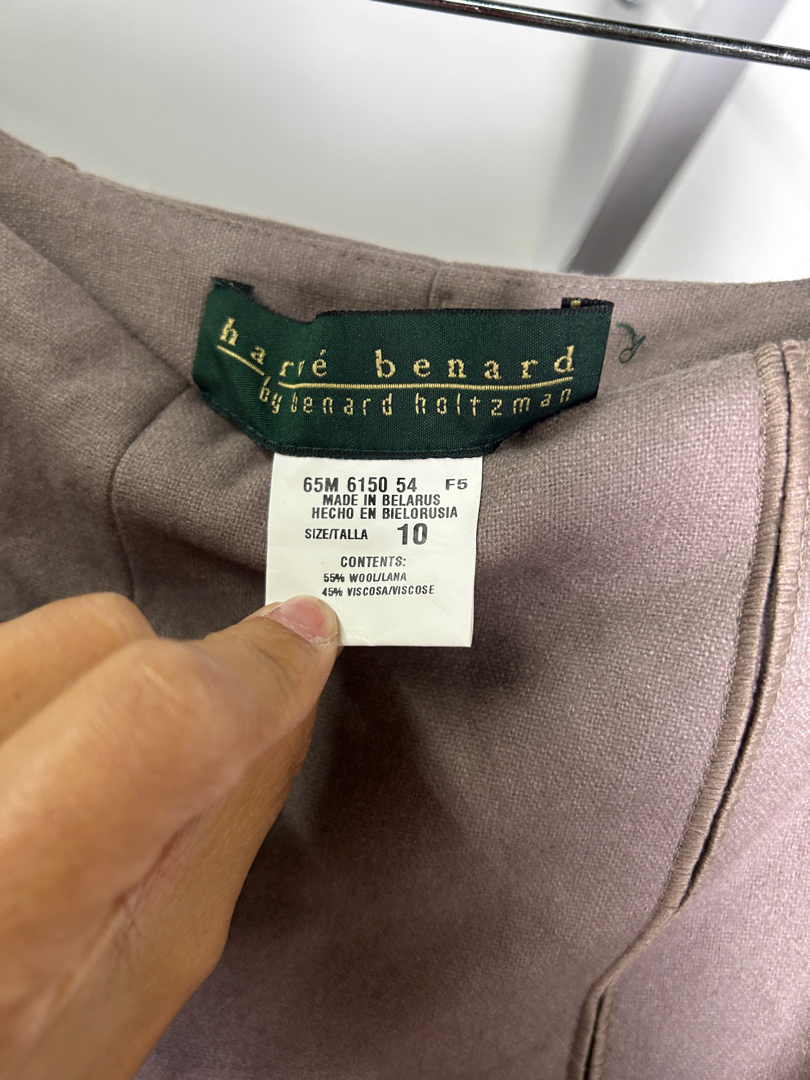 harvé benard
by benard holtzman
65M 6150 54 F5
MADE IN BELARUS
HECHO EN BIELORUSIA
SIZE/TALLA 10
CONTENTS:
55% WOOL/LANA
45% VISCOSA/VISCOSE